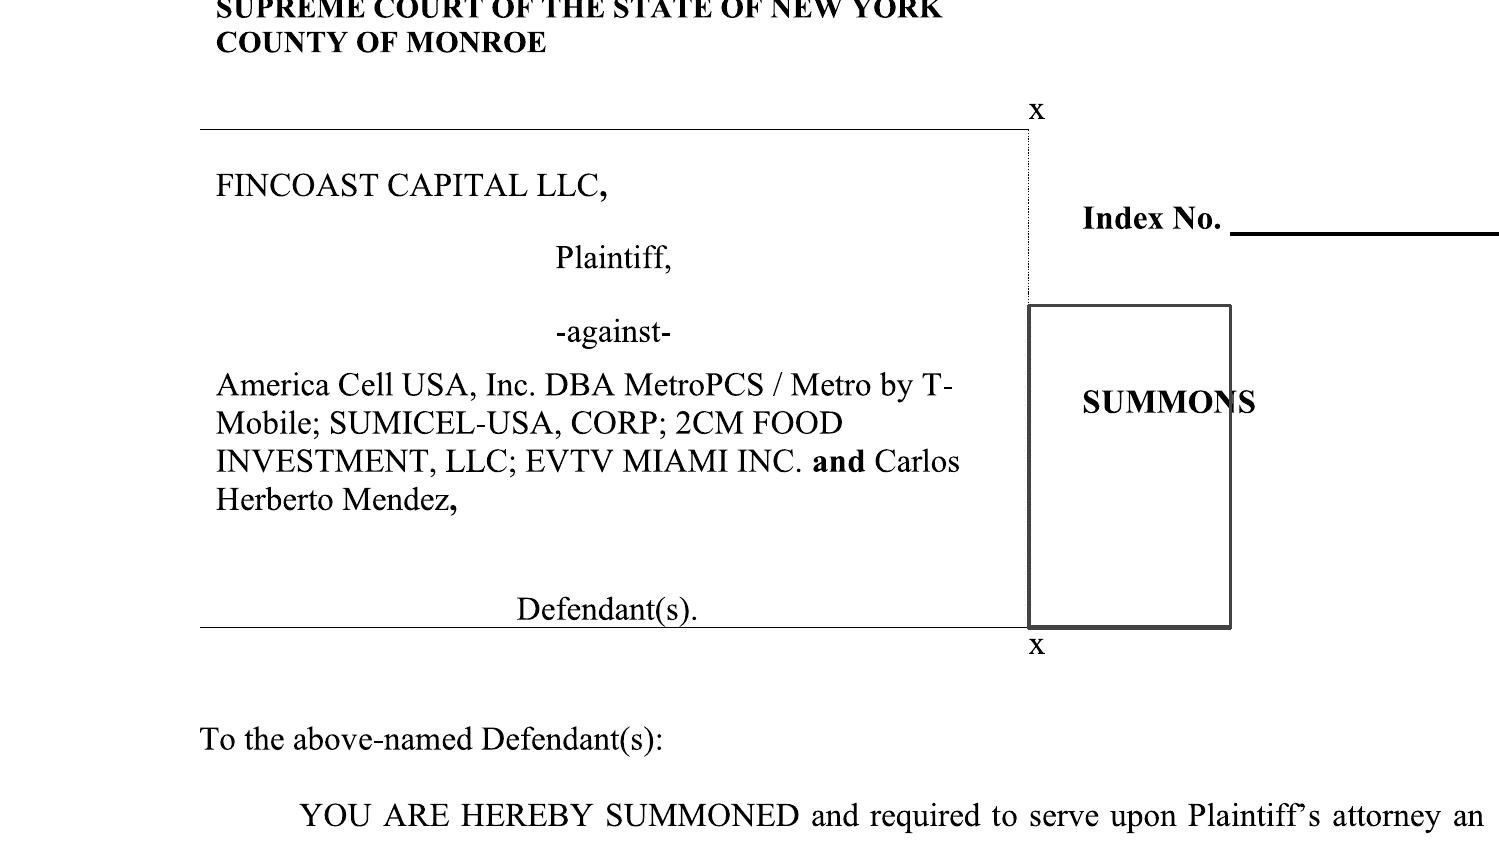 SUPREME COURT OF THE STATE OF NEW YORK
COUNTY OF MONROE
x
FINCOAST CAPITAL LLC,
Index No.
Plaintiff,
-against-
America Cell USA, Inc. DBA MetroPCS / Metro by T-
Mobile; SUMICEL-USA, CORP; 2CM FOOD
INVESTMENT, LLC; EVTV MIAMI INC. and Carlos
Herberto Mendez,
SUMMONS
Defendant(s).
x
To the above-named Defendant(s):
YOU ARE HEREBY SUMMONED and required to serve upon Plaintiff's attorney an